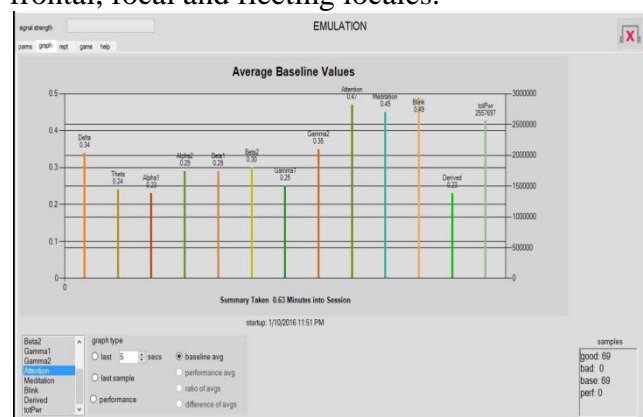 frontal, focal and fleeting locales.
signal strength
EMULATION
X
params graph rept game help
Average Baseline Values
0.5
0.4
0.3
0.2
0.1
0
0
3000000
2500000
2000000
1500000
1000000
500000
0
Delta
0.34
Theta
0.24
Alpha1
0.23
Alpha2
0.29
Beta1
0.29
Beta2
0.30
Gamma1
0.25
Gamma2
0.35
Attention
0.47
Meditation
0.45
Blink
0.49
Derived
0.23
totPwr
2557697
Summary Taken 0.63 Minutes into Session
startup: 1/10/2016 11:51 PM
Beta2
Gamma1
Gamma2
Attention
Meditation
Blink
Derived
totPwr
graph type
last 5 secs
last sample
performance
baseline avg
performance avg
ratio of avgs
difference of avgs
samples
good: 69
bad: 0
base: 69
perf: 0